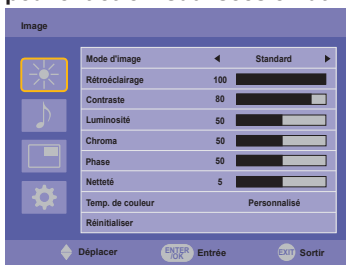 Image
Mode d'image Standard
Rétroéclairage 100
Contraste 80
Luminosité 50
Chroma 50
Phase 50
Netteté 5
Temp. de couleur Personnalisé
Réinitialiser
Déplacer ENTER /OK Entrée EXIT Sortir